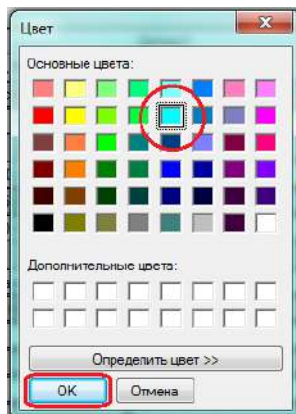 Цвет
Основные цвета:
Дополнительные цвета:
Определить цвет >>
OK
Отмена